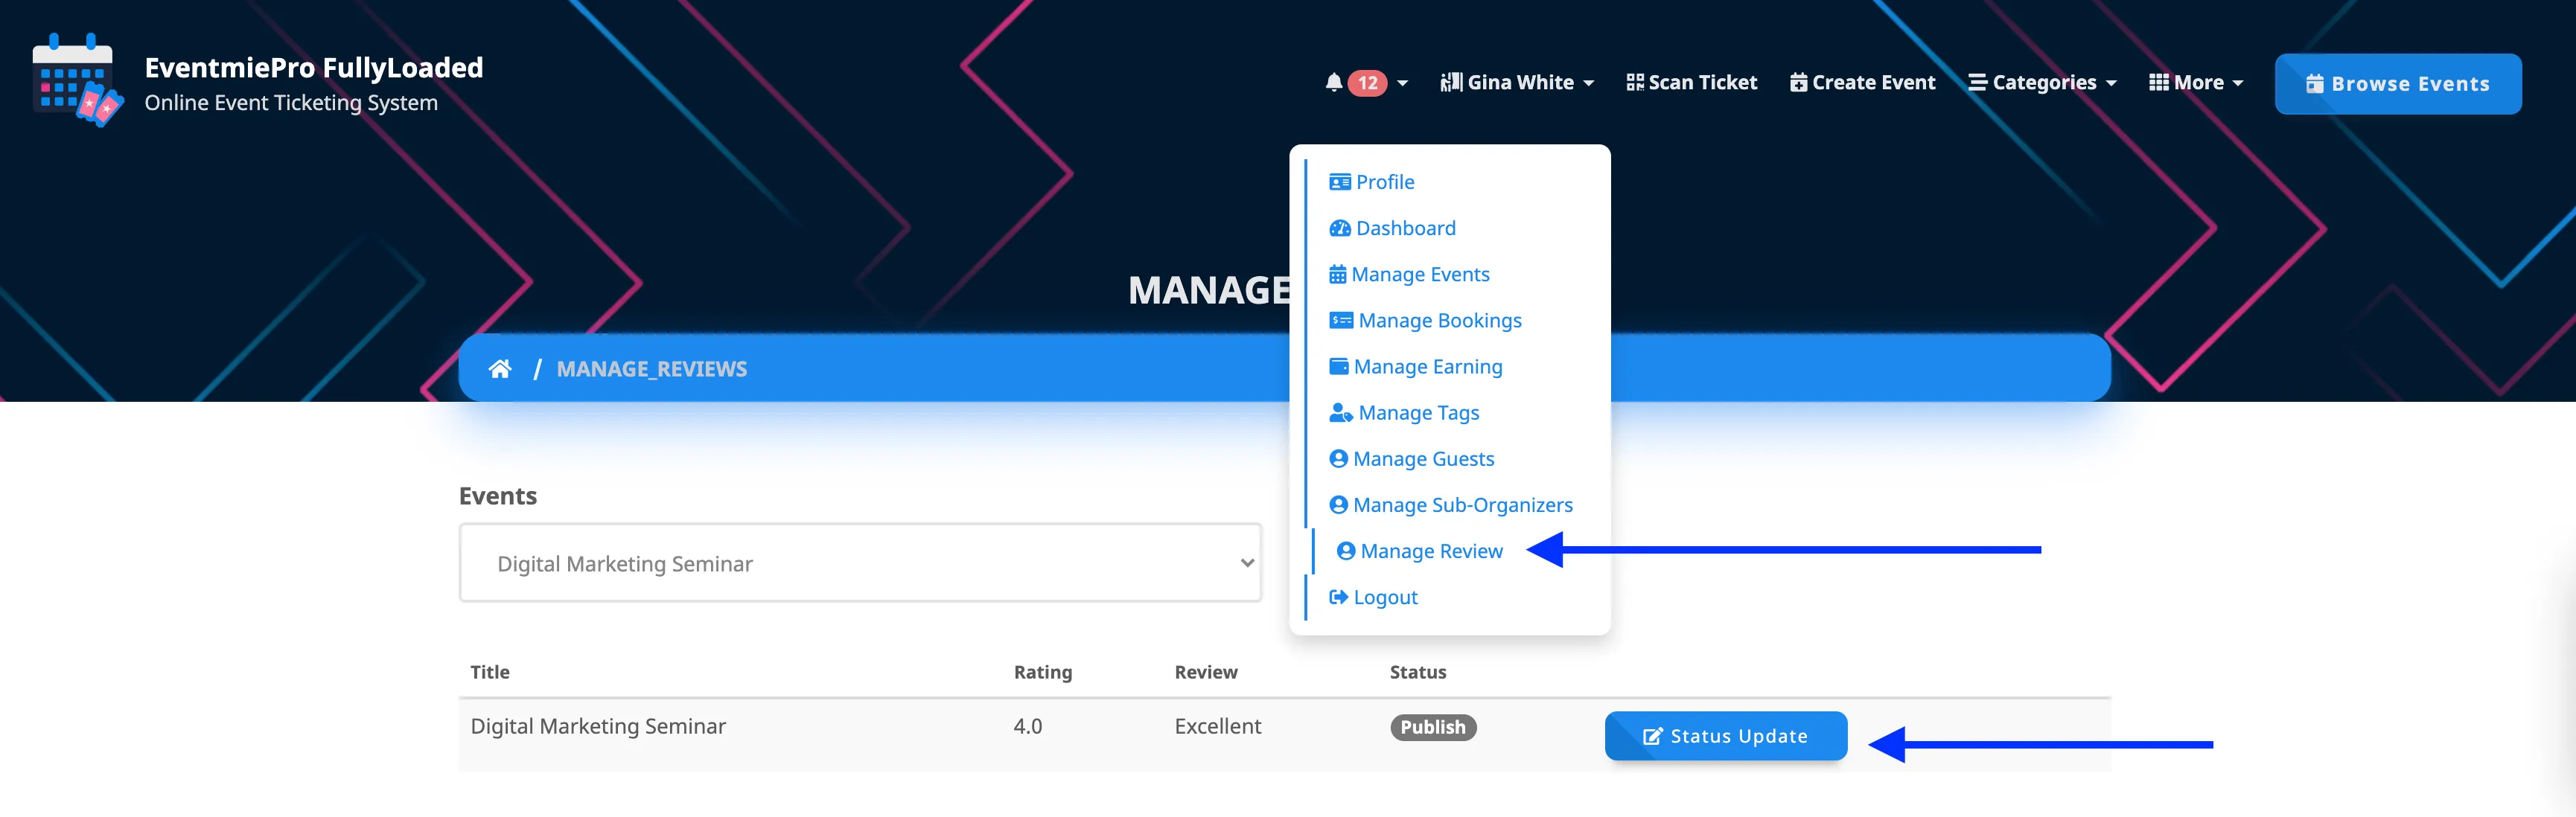 EventmiePro FullyLoaded
Online Event Ticketing System
12
Gina White
Scan Ticket
Create Event
Categories
More
Browse Events
Profile
Dashboard
Manage Events
Manage Bookings
Manage Earning
Manage Tags
Manage Guests
Manage Sub-Organizers
Manage Review
Logout
MANAGE
/ MANAGE_REVIEWS
Events
Digital Marketing Seminar
Title Rating Review Status
Digital Marketing Seminar 4.0 Excellent Publish Status Update